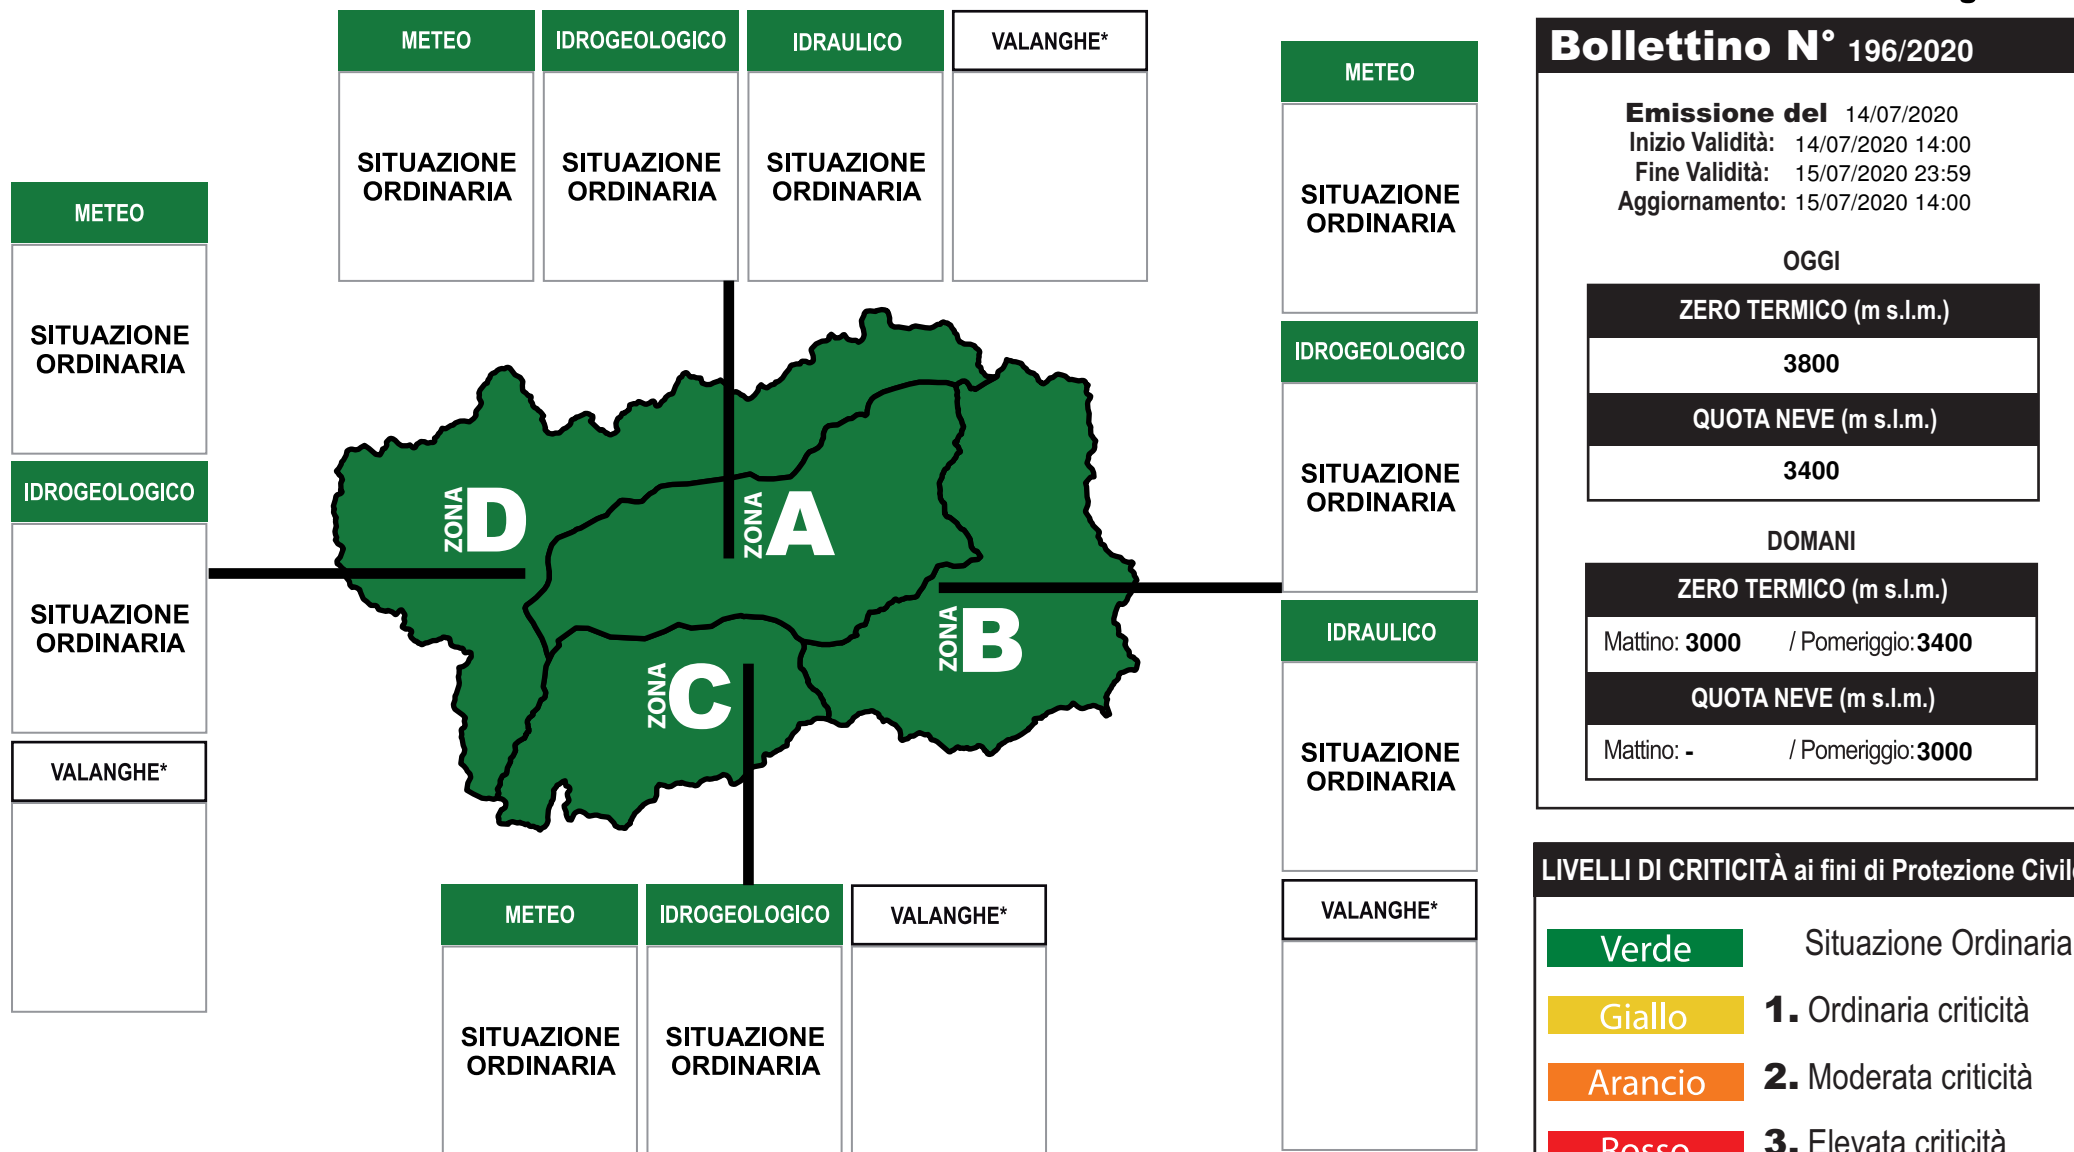 METEO IDROGEOLOGICO IDRAULICO VALANGHE*
SITUAZIONE ORDINARIA
SITUAZIONE ORDINARIA
SITUAZIONE ORDINARIA
METEO
SITUAZIONE
ORDINARIA
IDROGEOLOGICO
SITUAZIONE
ORDINARIA
VALANGHE*
ZONA D
ZONA A
ZONA B
ZONA C
METEO IDROGEOLOGICO VALANGHE*
SITUAZIONE ORDINARIA
SITUAZIONE ORDINARIA
METEO
SITUAZIONE
ORDINARIA
IDROGEOLOGICO
SITUAZIONE
ORDINARIA
IDRAULICO
SITUAZIONE
ORDINARIA
VALANGHE*
Bollettino N° 196/2020
Emissione del 14/07/2020
Inizio Validità: 14/07/2020 14:00
Fine Validità: 15/07/2020 23:59
Aggiornamento: 15/07/2020 14:00
OGGI
ZERO TERMICO (m s.l.m.)
3800
QUOTA NEVE (m s.l.m.)
3400
DOMANI
ZERO TERMICO (m s.l.m.)
Mattino: 3000 / Pomeriggio: 3400
QUOTA NEVE (m s.l.m.)
Mattino: - / Pomeriggio: 3000
LIVELLI DI CRITICITÀ ai fini di Protezione Civile
Verde Situazione Ordinaria
Giallo 1. Ordinaria criticità
Arancio 2. Moderata criticità
Rosso 3. Elevata criticità